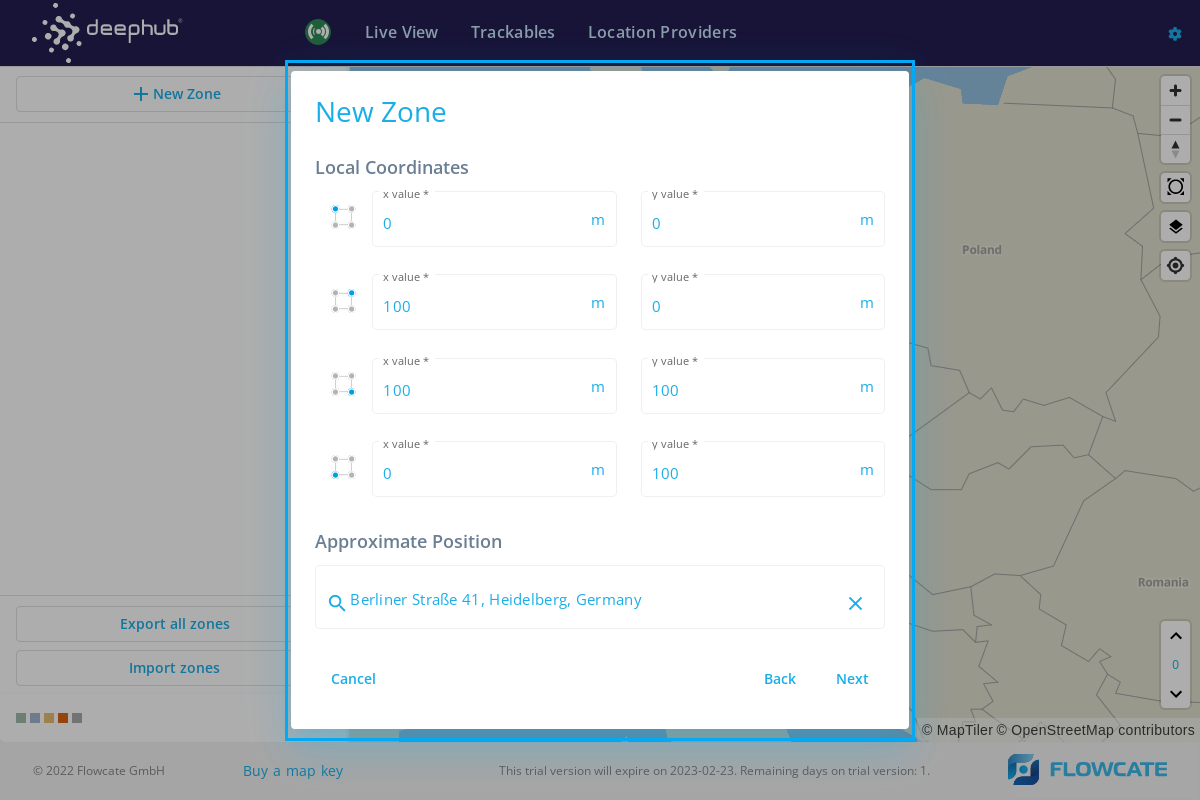 deephub
Live View Trackables Location Providers
New Zone
New Zone
Local Coordinates
x value * y value *
0 m 0 m
x value * y value *
100 m 0 m
x value * y value *
100 m 100 m
x value * y value *
0 m 100 m
Approximate Position
Berliner Straße 41, Heidelberg, Germany
Cancel Back Next
Export all zones
Import zones
Poland
Romania
0
© MapTiler © OpenStreetMap contributors
© 2022 Flowcate GmbH Buy a map key This trial version will expire on 2023-02-23. Remaining days on trial version: 1. FLOWCATE